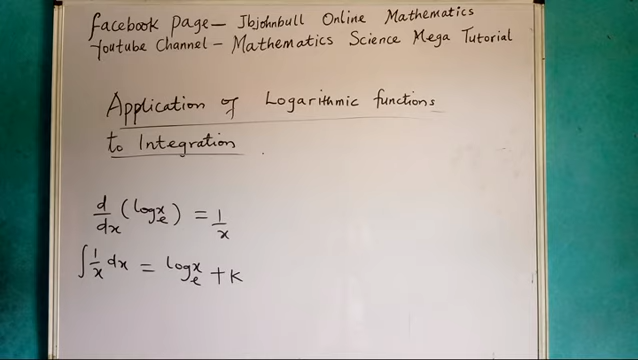 facebook page – Jbjohnbull Online Mathematics
Youtube Channel – Mathematics Science Mega Tutorial
Application of Logarithmic functions
to Integration
d/dx (logₑx) = 1/x
∫ 1/x dx = logₑx + K